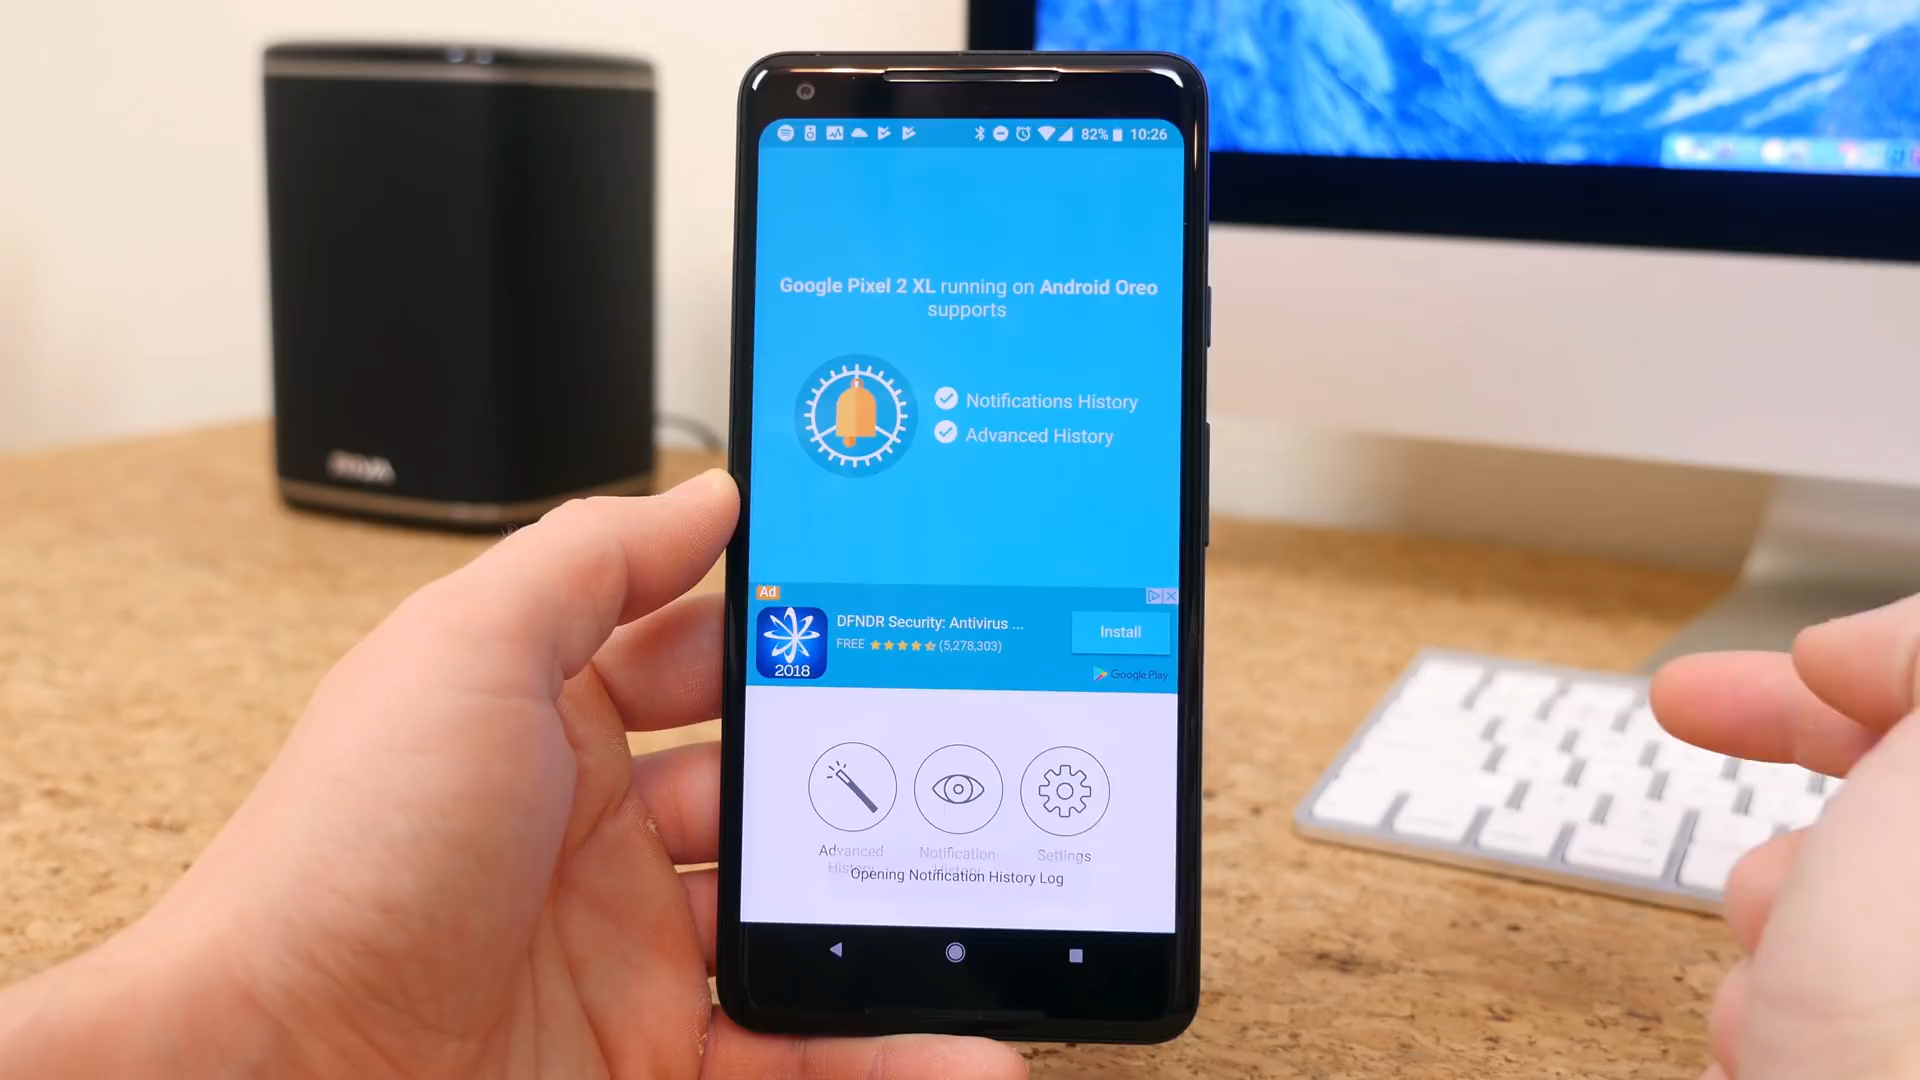 82% 10:26
Google Pixel 2 XL running on Android Oreo
supports
Notifications History
Advanced History
Ad
DFNDR Security: Antivirus ...
FREE (5,278,303)
Install
2018
Google Play
Advanced
History
Notification
History
Settings
Opening Notification History Log